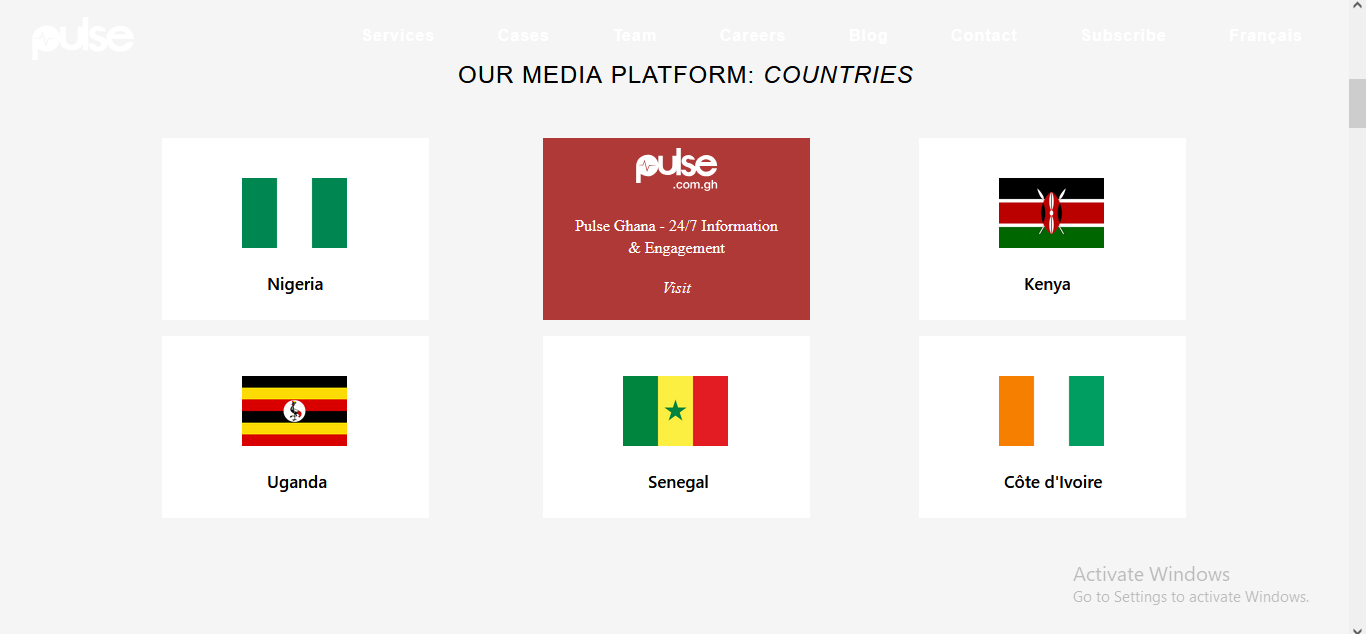 pulse
Services Cases Team Careers Blog Contact Subscribe Français
OUR MEDIA PLATFORM: COUNTRIES
pulse
.com.gh
Pulse Ghana - 24/7 Information
& Engagement
Visit
Nigeria
Kenya
Uganda
Senegal
Côte d'Ivoire
Activate Windows
Go to Settings to activate Windows.